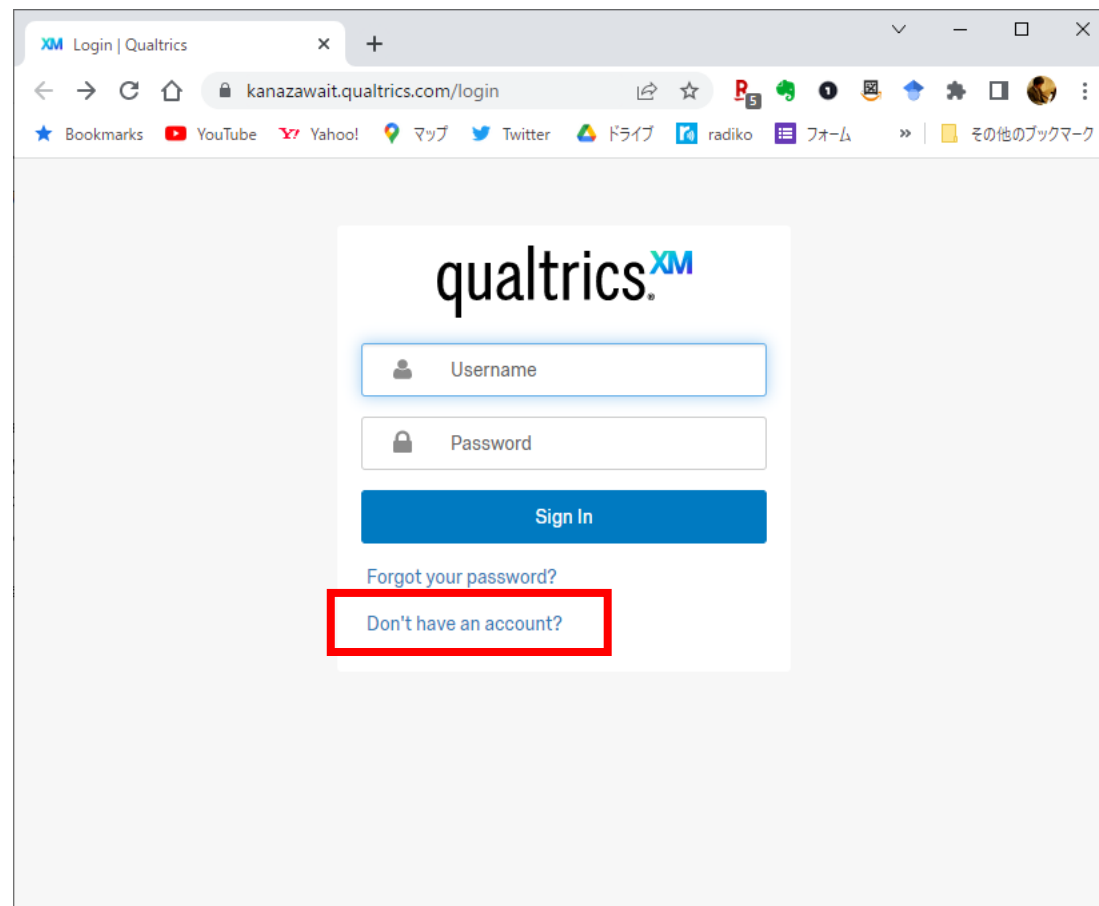 XM Login | Qualtrics
kanazawait.qualtrics.com/login
5
Bookmarks YouTube Yahoo! マップ Twitter ドライブ radiko フォーム » その他のブックマーク
qualtrics.XM
Username
Password
Sign In
Forgot your password?
Don't have an account?